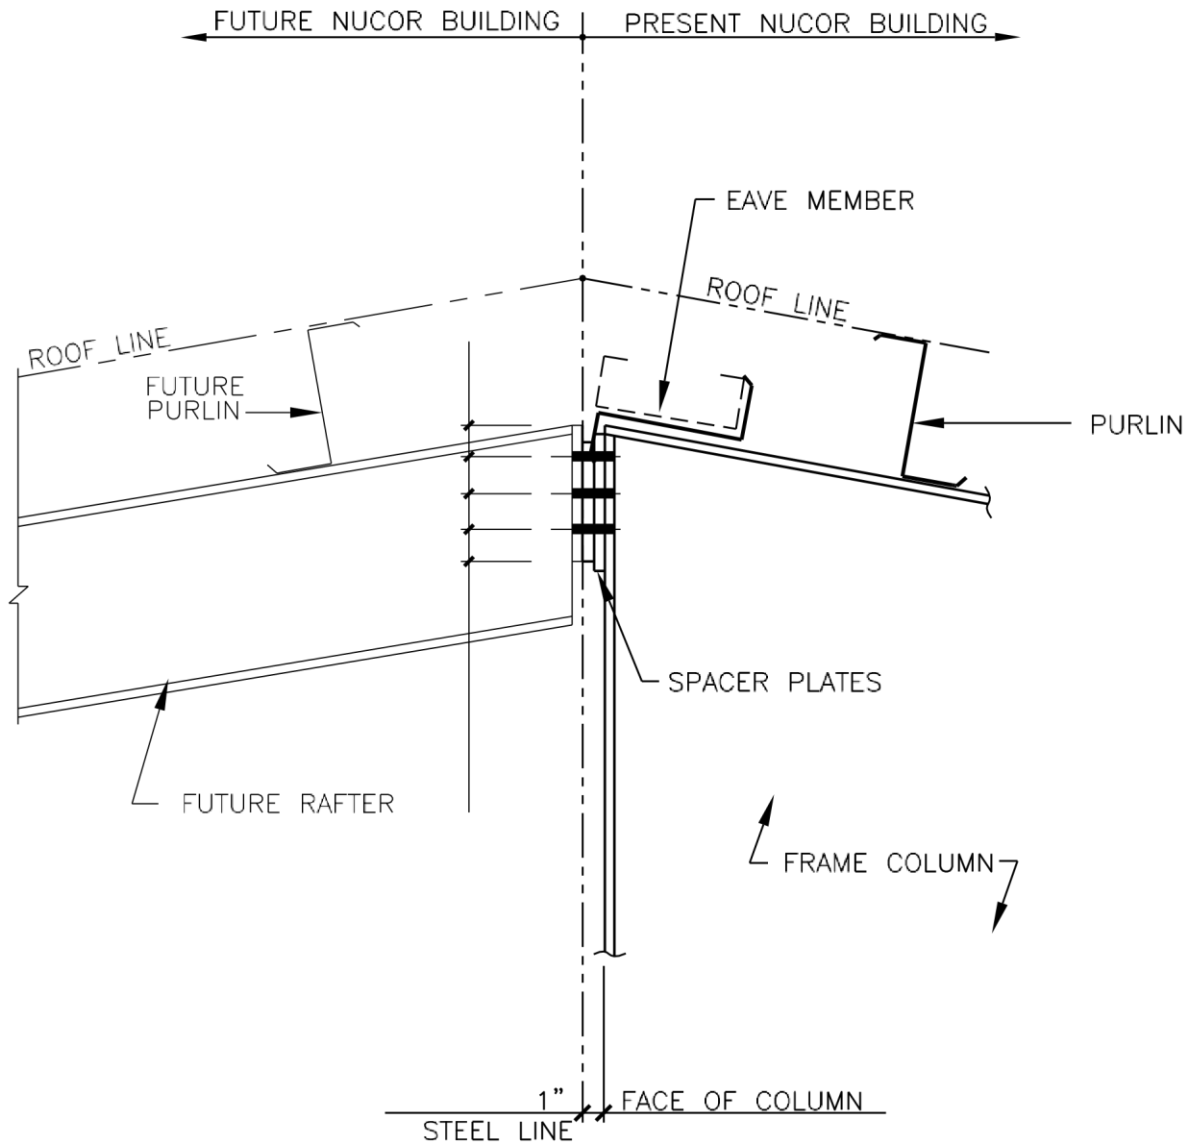 FUTURE NUCOR BUILDING
PRESENT NUCOR BUILDING
EAVE MEMBER
ROOF LINE
ROOF LINE
FUTURE
PURLIN
PURLIN
SPACER PLATES
FUTURE RAFTER
FRAME COLUMN
1"
FACE OF COLUMN
STEEL LINE